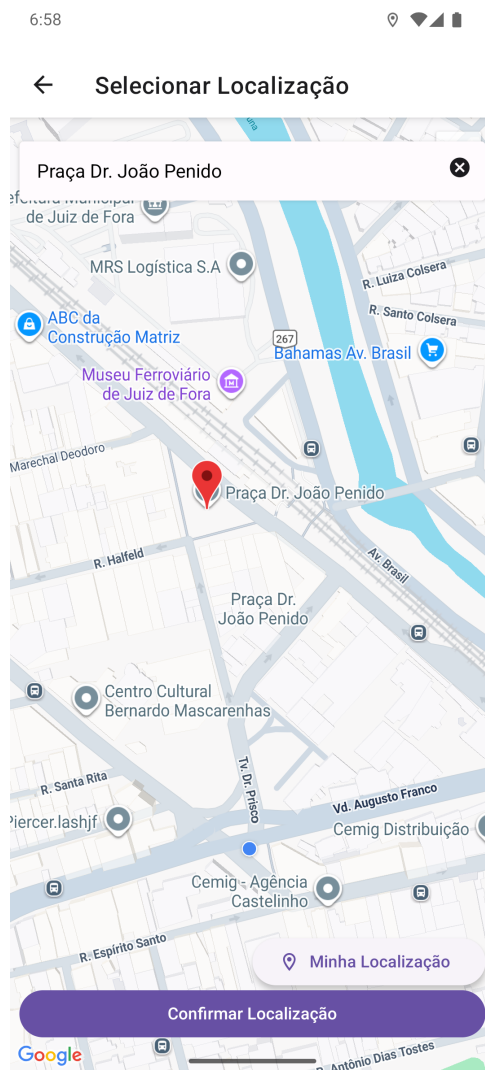 6:58
Selecionar Localização
Praça Dr. João Penido
de Juiz de Fora
MRS Logística S.A
R. Luiza Colsera
R. Santo Colsera
ABC da
Construção Matriz
267
Bahamas Av. Brasil
Museu Ferroviário
de Juiz de Fora
Marechal Deodoro
Praça Dr. João Penido
R. Halfeld
Av. Brasil
Praça Dr.
João Penido
Centro Cultural
Bernardo Mascarenhas
R. Santa Rita
Tv. Dr. Prisco
Vd. Augusto Franco
Piercer.lashjf
Cemig Distribuição
Cemig - Agência
Castelinho
R. Espírito Santo
Minha Localização
Confirmar Localização
Google
R. Antônio Dias Tostes